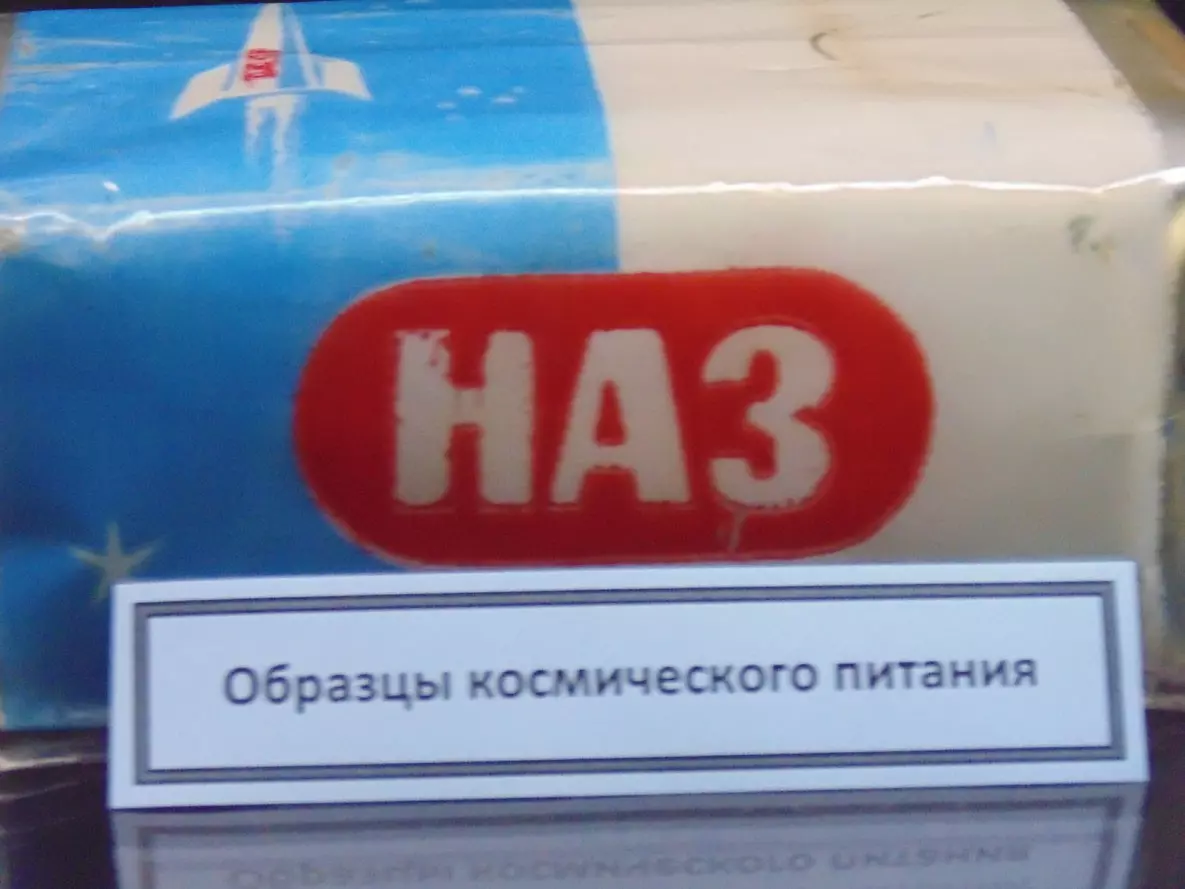 НАЗ
Образцы космического питания